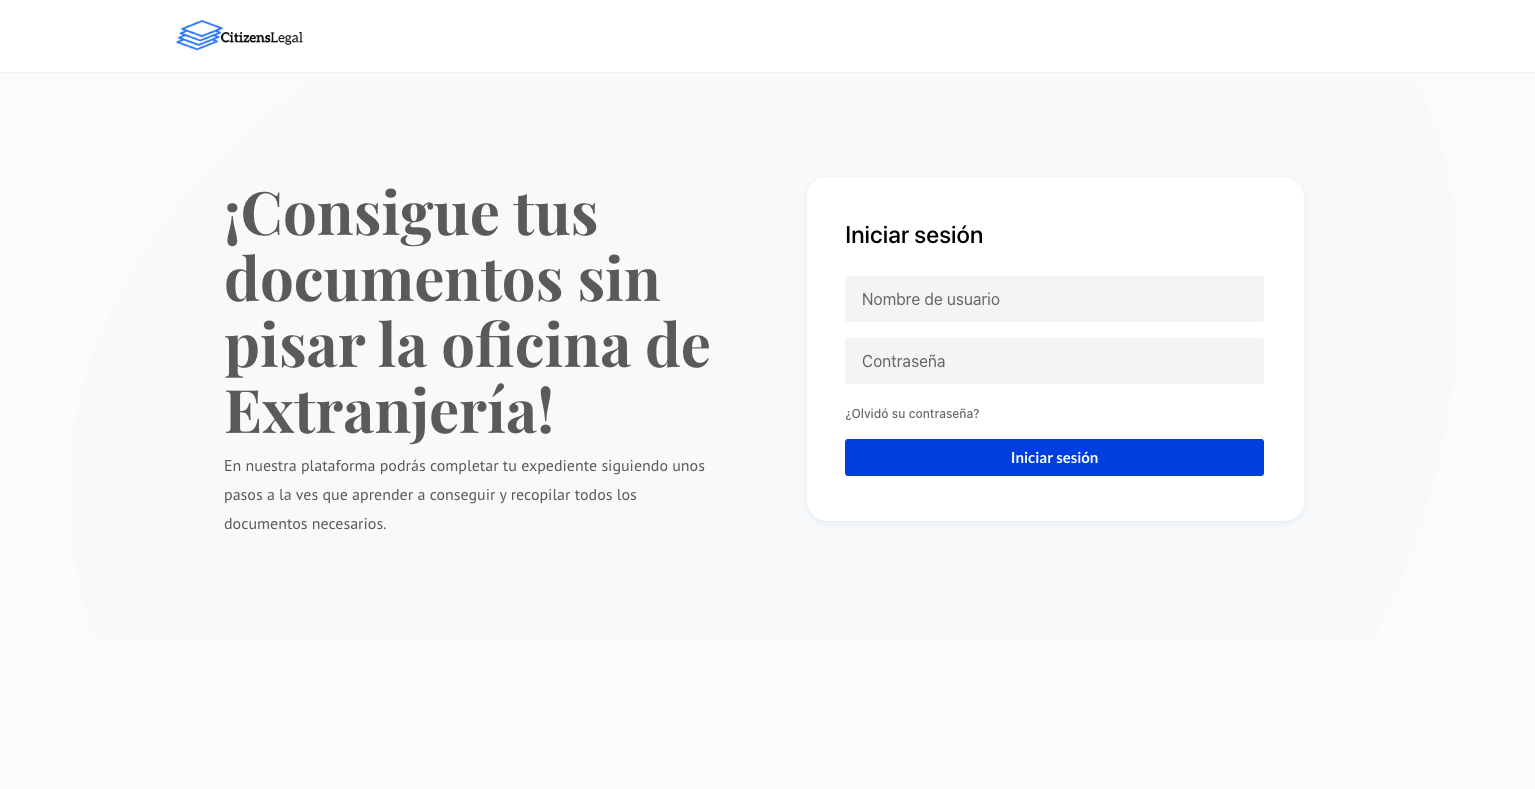 CitizensLegal
¡Consigue tus
documentos sin
pisar la oficina de
Extranjería!
En nuestra plataforma podrás completar tu expediente siguiendo unos
pasos a la ves que aprender a conseguir y recopilar todos los
documentos necesarios.
Iniciar sesión
Nombre de usuario
Contraseña
¿Olvidó su contraseña?
Iniciar sesión